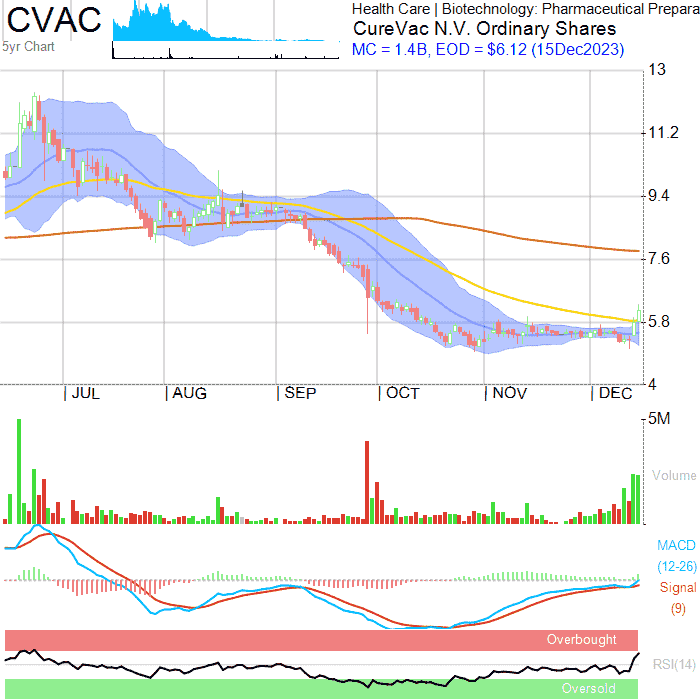 CVAC
5yr Chart
Health Care | Biotechnology: Pharmaceutical Prepara
CureVac N.V. Ordinary Shares
MC = 1.4B, EOD = $6.12 (15Dec2023)
13
11.2
9.4
7.6
5.8
4
JUL AUG SEP OCT NOV DEC
5M
Volume
MACD
(12-26)
Signal
(9)
Overbought
RSI(14)
Oversold